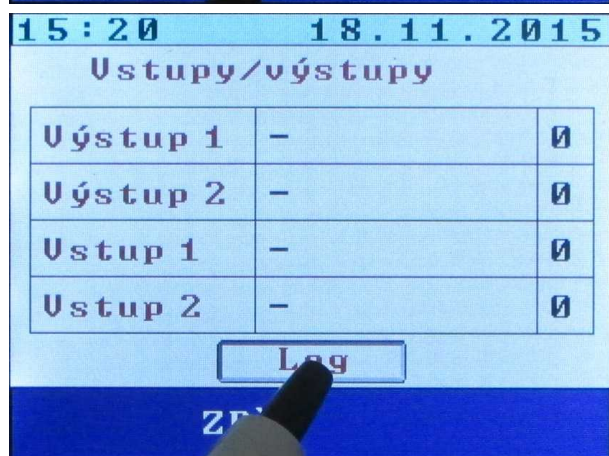 15:20 18.11.2015
Vstupy/výstupy
Výstup 1 - 0
Výstup 2 - 0
Vstup 1 - 0
Vstup 2 - 0
Log